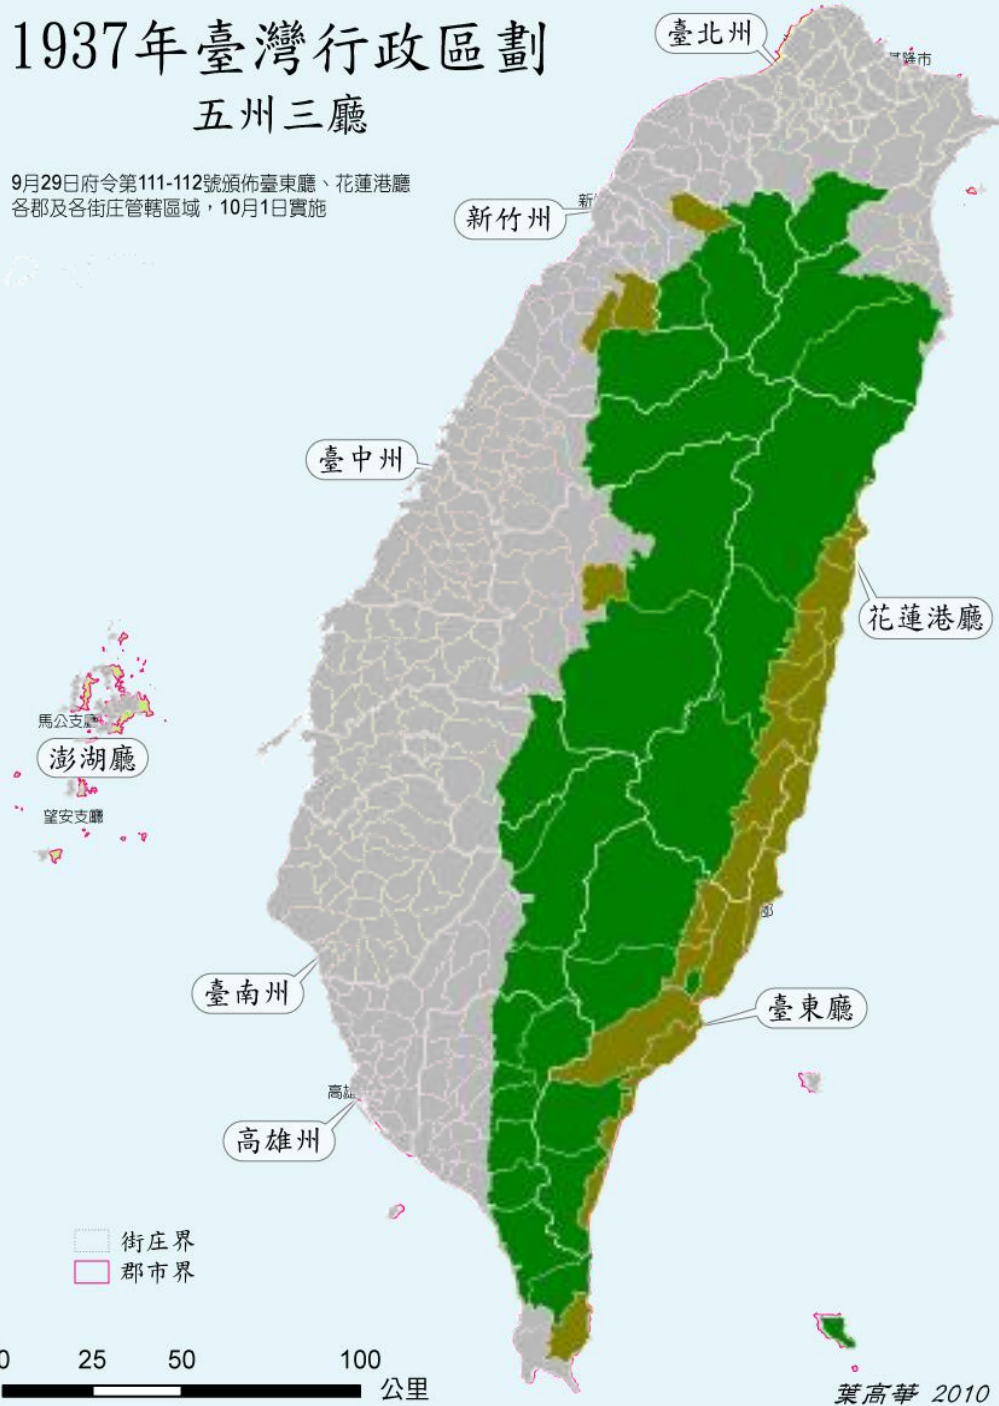 1937年臺灣行政區劃
五州三廳
9月29日府令第111-112號頒佈臺東廳、花蓮港廳
各郡及各街庄管轄區域，10月1日實施
臺北州
基隆市
新竹州
臺中州
花蓮港廳
馬公支廳
澎湖廳
望安支廳
臺南州
臺東廳
高雄
高雄州
街庄界
郡市界
0 25 50 100
公里
葉高華 2010